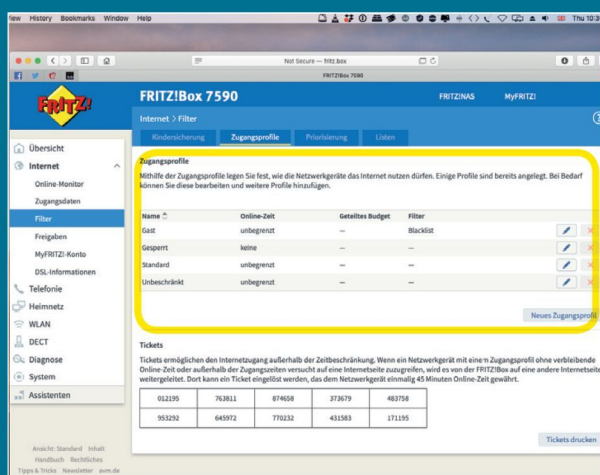 iew History Bookmarks Window Help
Thu 10:3
Not Secure — fritz.box
FRITZ!Box 7590
FRITZ!
FRITZ!Box 7590
FRITZ!NAS MyFRITZ!
Internet > Filter
Kindersicherung Zugangsprofile Priorisierung Listen
Übersicht
Internet
Online-Monitor
Zugangsdaten
Filter
Freigaben
MyFRITZ!-Konto
DSL-Informationen
Telefonie
Heimnetz
WLAN
DECT
Diagnose
System
Assistenten
Ansicht: Standard Inhalt
Handbuch Rechtliches
Tipps & Tricks Newsletter avm.de
Zugangsprofile
Mithilfe der Zugangsprofile legen Sie fest, wie die Netzwerkgeräte das Internet nutzen dürfen. Einige Profile sind bereits angelegt. Bei Bedarf
können Sie diese bearbeiten und weitere Profile hinzufügen.
Name Online-Zeit Geteiltes Budget Filter
Gast unbegrenzt — Blacklist
Gesperrt keine — —
Standard unbegrenzt — —
Unbeschränkt unbegrenzt — —
Neues Zugangsprofil
Tickets
Tickets ermöglichen den Internetzugang außerhalb der Zeitbeschränkung. Wenn ein Netzwerkgerät mit einem Zugangsprofil ohne verbleibende
Online-Zeit oder außerhalb der Zugangszeiten versucht auf eine Internetseite zuzugreifen, wird es von der FRITZ!Box auf eine andere Internetseite
weitergeleitet. Dort kann ein Ticket eingelöst werden, das dem Netzwerkgerät einmalig 45 Minuten Online-Zeit gewährt.
012195 763811 874658 373679 483758
953292 645972 770232 431583 171195
Tickets drucken